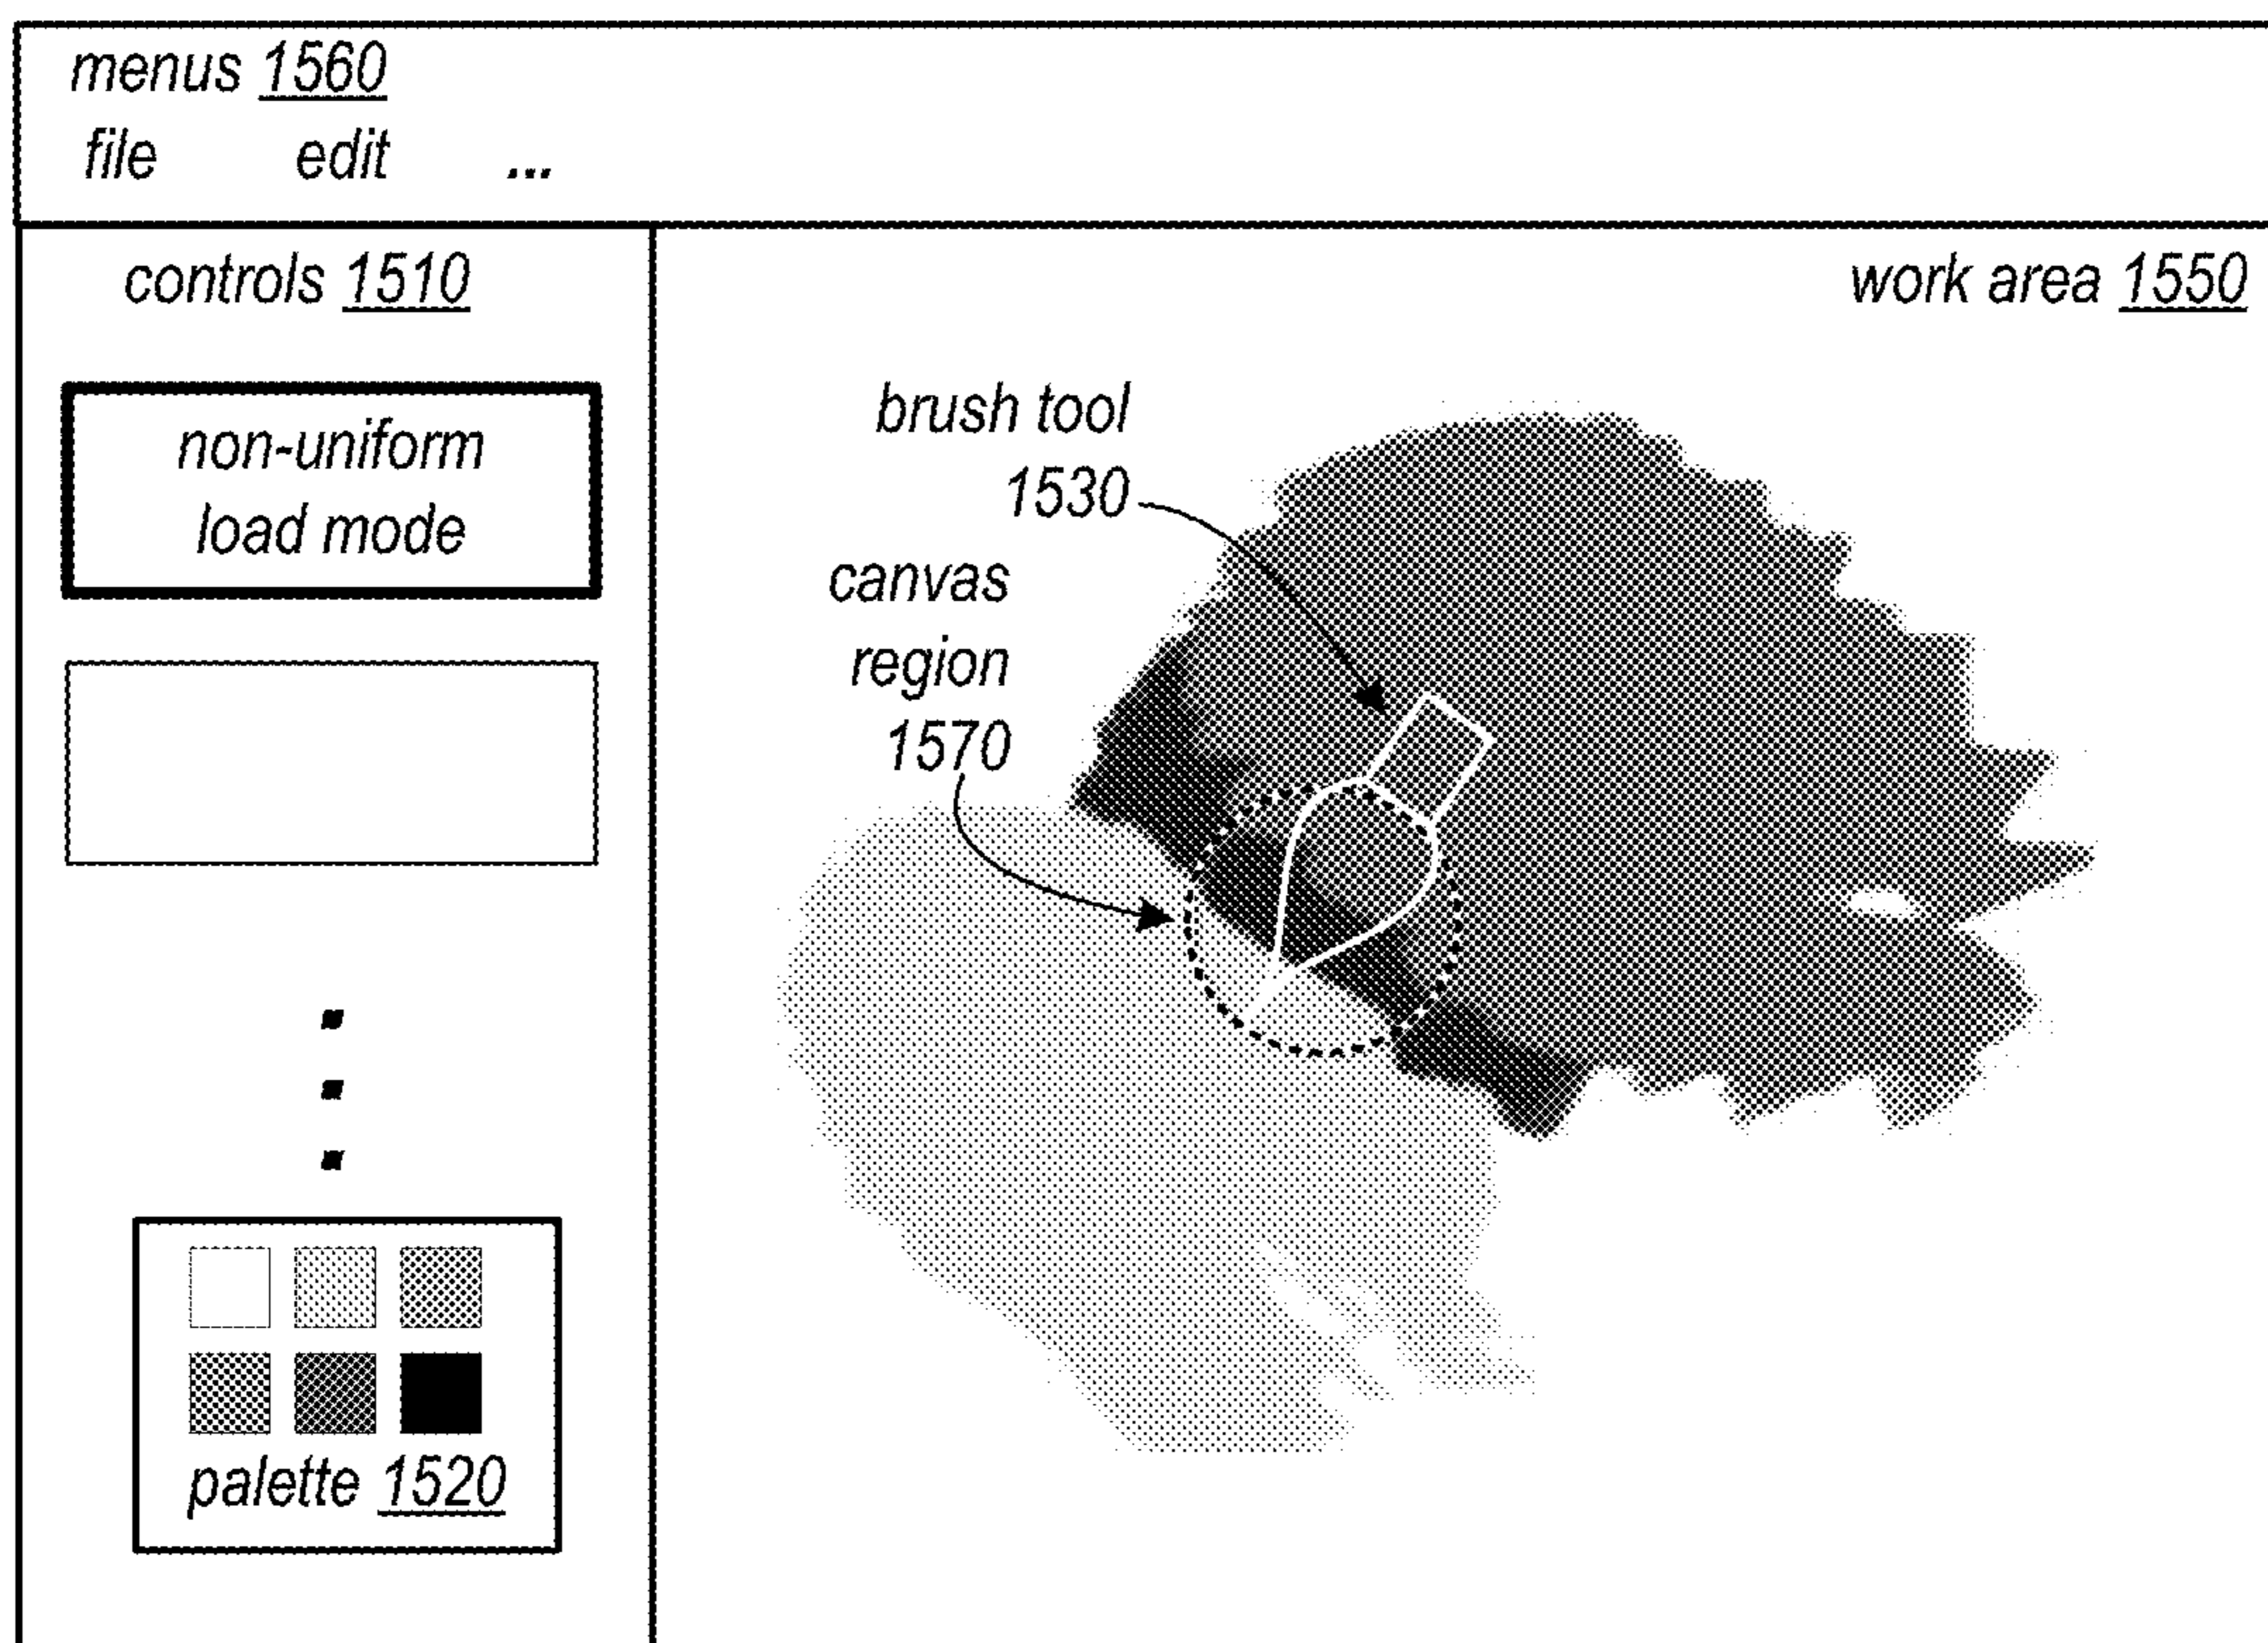 menus 1560
file edit ...
controls 1510
work area 1550
non-uniform
load mode
brush tool
1530
canvas
region
1570
palette 1520